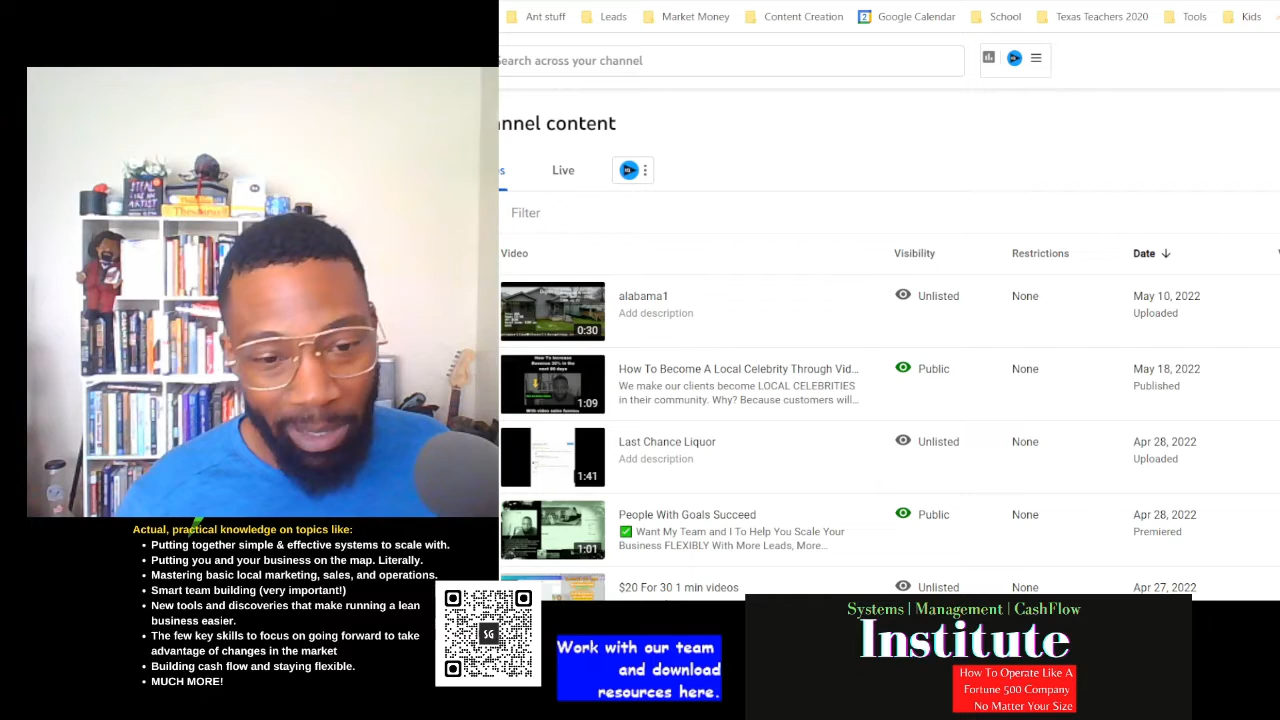 Ant stuff
Leads
Market Money
Content Creation
2
Google Calendar
School
Texas Teachers 2020
Tools
Kids
Search across your channel
nnel content
s
Live
Filter
Video
Visibility
Restrictions
Date
alabama1
Add description
0:30
Unlisted
None
May 10, 2022
Uploaded
How To Become A Local Celebrity Through Vid...
We make our clients become LOCAL CELEBRITIES
in their community. Why? Because customers will...
1:09
Public
None
May 18, 2022
Published
Last Chance Liquor
Add description
1:41
Unlisted
None
Apr 28, 2022
Uploaded
People With Goals Succeed
✅ Want My Team and I To Help You Scale Your
Business FLEXIBLY With More Leads, More...
1:01
Public
None
Apr 28, 2022
Premiered
$20 For 30 1 min videos
Unlisted
None
Apr 27, 2022
STEAL
LIKE AN
ARTIST
Thesaurus
Actual, practical knowledge on topics like:
• Putting together simple & effective systems to scale with.
• Putting you and your business on the map. Literally.
• Mastering basic local marketing, sales, and operations.
• Smart team building (very important!)
• New tools and discoveries that make running a lean
business easier.
• The few key skills to focus on going forward to take
advantage of changes in the market
• Building cash flow and staying flexible.
• MUCH MORE!
SG
Work with our team
and download
resources here.
Systems | Management | CashFlow
Institute
How To Operate Like A
Fortune 500 Company
No Matter Your Size